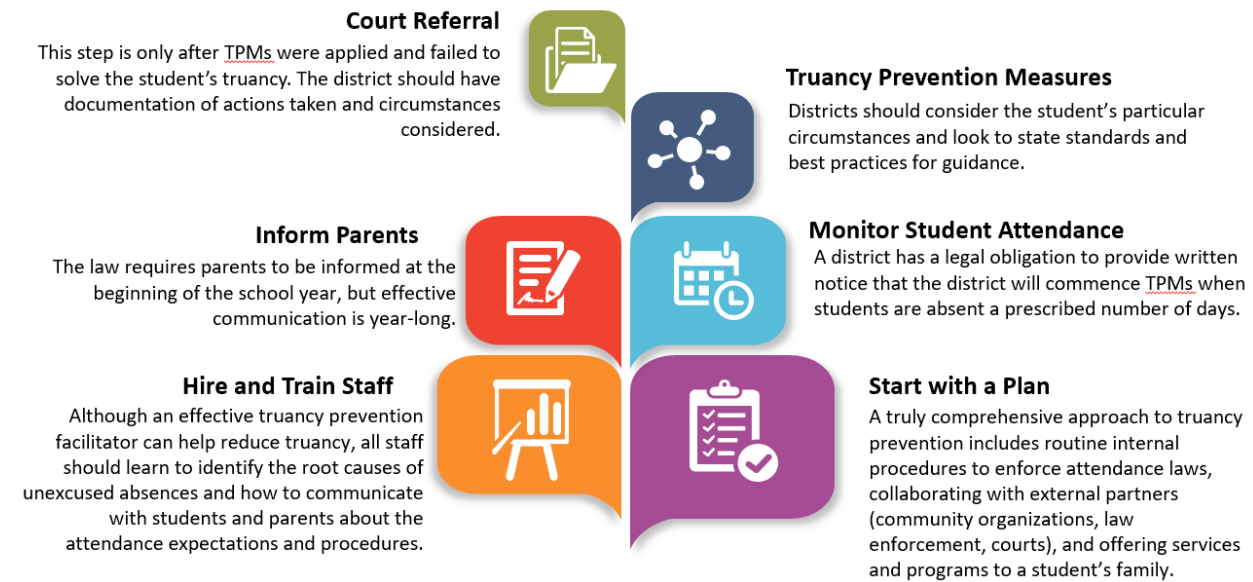 Court Referral
This step is only after TPMs were applied and failed to
solve the student's truancy. The district should have
documentation of actions taken and circumstances
considered.
Truancy Prevention Measures
Districts should consider the student's particular
circumstances and look to state standards and
best practices for guidance.
Inform Parents
The law requires parents to be informed at the
beginning of the school year, but effective
communication is year-long.
Monitor Student Attendance
A district has a legal obligation to provide written
notice that the district will commence TPMs when
students are absent a prescribed number of days.
Hire and Train Staff
Although an effective truancy prevention
facilitator can help reduce truancy, all staff
should learn to identify the root causes of
unexcused absences and how to communicate
with students and parents about the
attendance expectations and procedures.
Start with a Plan
A truly comprehensive approach to truancy
prevention includes routine internal
procedures to enforce attendance laws,
collaborating with external partners
(community organizations, law
enforcement, courts), and offering services
and programs to a student's family.